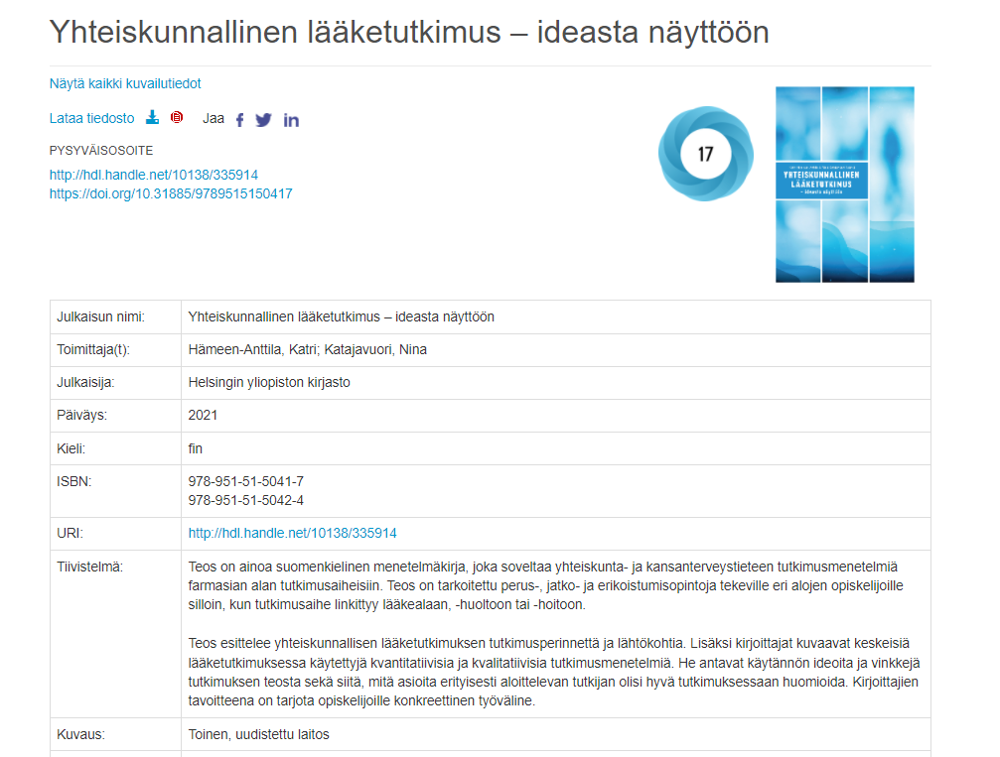 Yhteiskunnallinen lääketutkimus – ideasta näyttöön
Näytä kaikki kuvailutiedot
Lataa tiedosto Jaa
PYSYVÄISOSOITE
http://hdl.handle.net/10138/335914
https://doi.org/10.31885/9789515150417
17
YHTEISKUNNALLINEN
LÄÄKETUTKIMUS
– ideasta näyttöön
Julkaisun nimi: Yhteiskunnallinen lääketutkimus – ideasta näyttöön
Toimittaja(t): Hämeen-Anttila, Katri; Katajavuori, Nina
Julkaisija: Helsingin yliopiston kirjasto
Päiväys: 2021
Kieli: fin
ISBN: 978-951-51-5041-7
978-951-51-5042-4
URI: http://hdl.handle.net/10138/335914
Tiivistelmä: Teos on ainoa suomenkielinen menetelmäkirja, joka soveltaa yhteiskunta- ja kansanterveystieteen tutkimusmenetelmiä
farmasian alan tutkimusaiheisiin. Teos on tarkoitettu perus-, jatko- ja erikoistumisopintoja tekeville eri alojen opiskelijoille
silloin, kun tutkimusaihe linkittyy lääkealaan, -huoltoon tai -hoitoon.
Teos esittelee yhteiskunnallisen lääketutkimuksen tutkimusperinnettä ja lähtökohtia. Lisäksi kirjoittajat kuvaavat keskeisiä
lääketutkimuksessa käytettyjä kvantitatiivisia ja kvalitatiivisia tutkimusmenetelmiä. He antavat käytännön ideoita ja vinkkejä
tutkimuksen teosta sekä siitä, mitä asioita erityisesti aloittelevan tutkijan olisi hyvä tutkimuksessaan huomioida. Kirjoittajien
tavoitteena on tarjota opiskelijoille konkreettinen työväline.
Kuvaus: Toinen, uudistettu laitos